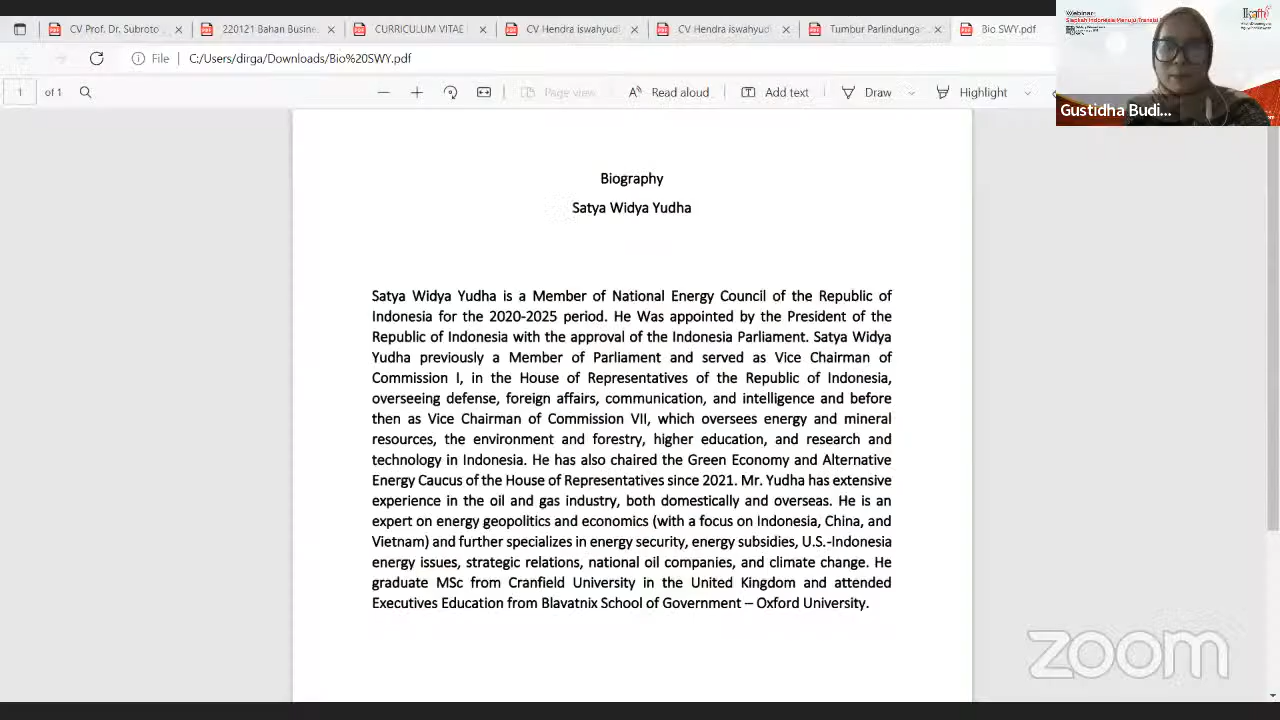 CV Prof. Dr. Subroto
220121 Bahan Busine
CURRICULUM VITAE
CV Hendra iswahyud
CV Hendra iswahyud
Tumbur Parlindunga
Bio SWY.pdf
File C:/Users/dirga/Downloads/Bio%20SWY.pdf
1 of 1 Page view Read aloud Add text Draw Highlight
Webinar
Gustidha Budi...
Biography
Satya Widya Yudha
Satya Widya Yudha is a Member of National Energy Council of the Republic of
Indonesia for the 2020-2025 period. He Was appointed by the President of the
Republic of Indonesia with the approval of the Indonesia Parliament. Satya Widya
Yudha previously a Member of Parliament and served as Vice Chairman of
Commission I, in the House of Representatives of the Republic of Indonesia,
overseeing defense, foreign affairs, communication, and intelligence and before
then as Vice Chairman of Commission VII, which oversees energy and mineral
resources, the environment and forestry, higher education, and research and
technology in Indonesia. He has also chaired the Green Economy and Alternative
Energy Caucus of the House of Representatives since 2021. Mr. Yudha has extensive
experience in the oil and gas industry, both domestically and overseas. He is an
expert on energy geopolitics and economics (with a focus on Indonesia, China, and
Vietnam) and further specializes in energy security, energy subsidies, U.S.-Indonesia
energy issues, strategic relations, national oil companies, and climate change. He
graduate MSc from Cranfield University in the United Kingdom and attended
Executives Education from Blavatnix School of Government – Oxford University.
zoom